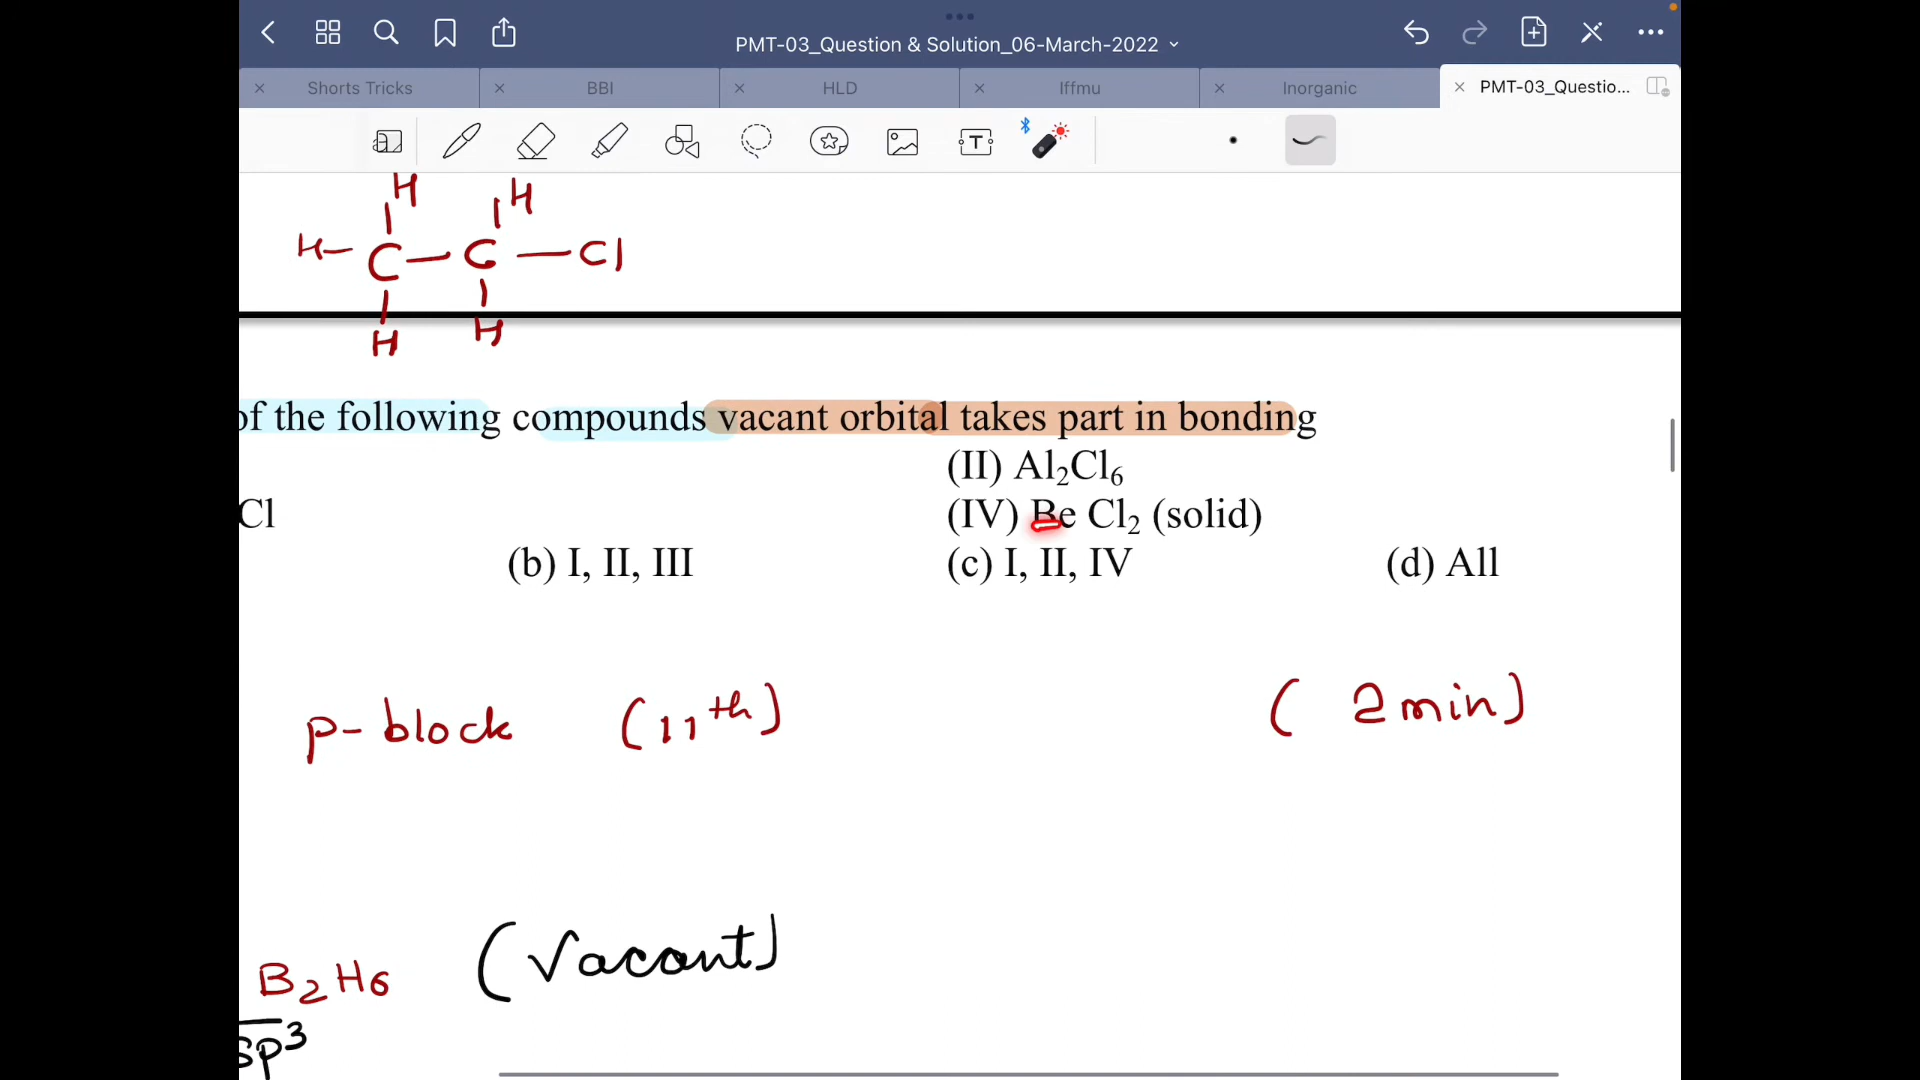 PMT-03_Question & Solution_06-March-2022
Shorts Tricks BBI HLD Iffmu Inorganic PMT-03_Questio...
T
H H
H C C Cl
H H
of the following compounds vacant orbital takes part in bonding
(II) Al₂Cl₆
Cl (IV) Be Cl₂ (solid)
(b) I, II, III (c) I, II, IV (d) All
p-block (11th) (2 min)
B₂H₆ (Vacant)
sp³